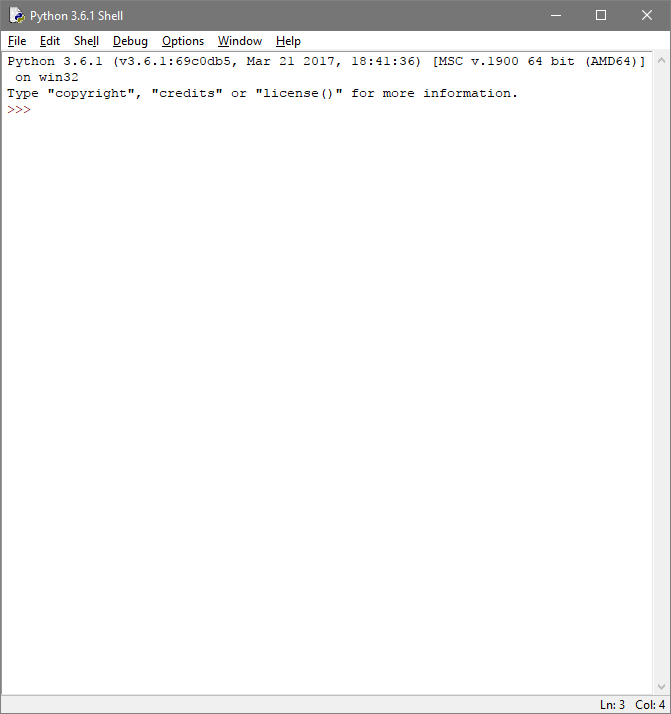 Python 3.6.1 Shell
File Edit Shell Debug Options Window Help
Python 3.6.1 (v3.6.1:69c0db5, Mar 21 2017, 18:41:36) [MSC v.1900 64 bit (AMD64)]
 on win32
Type "copyright", "credits" or "license()" for more information.
>>>
Ln: 3 Col: 4